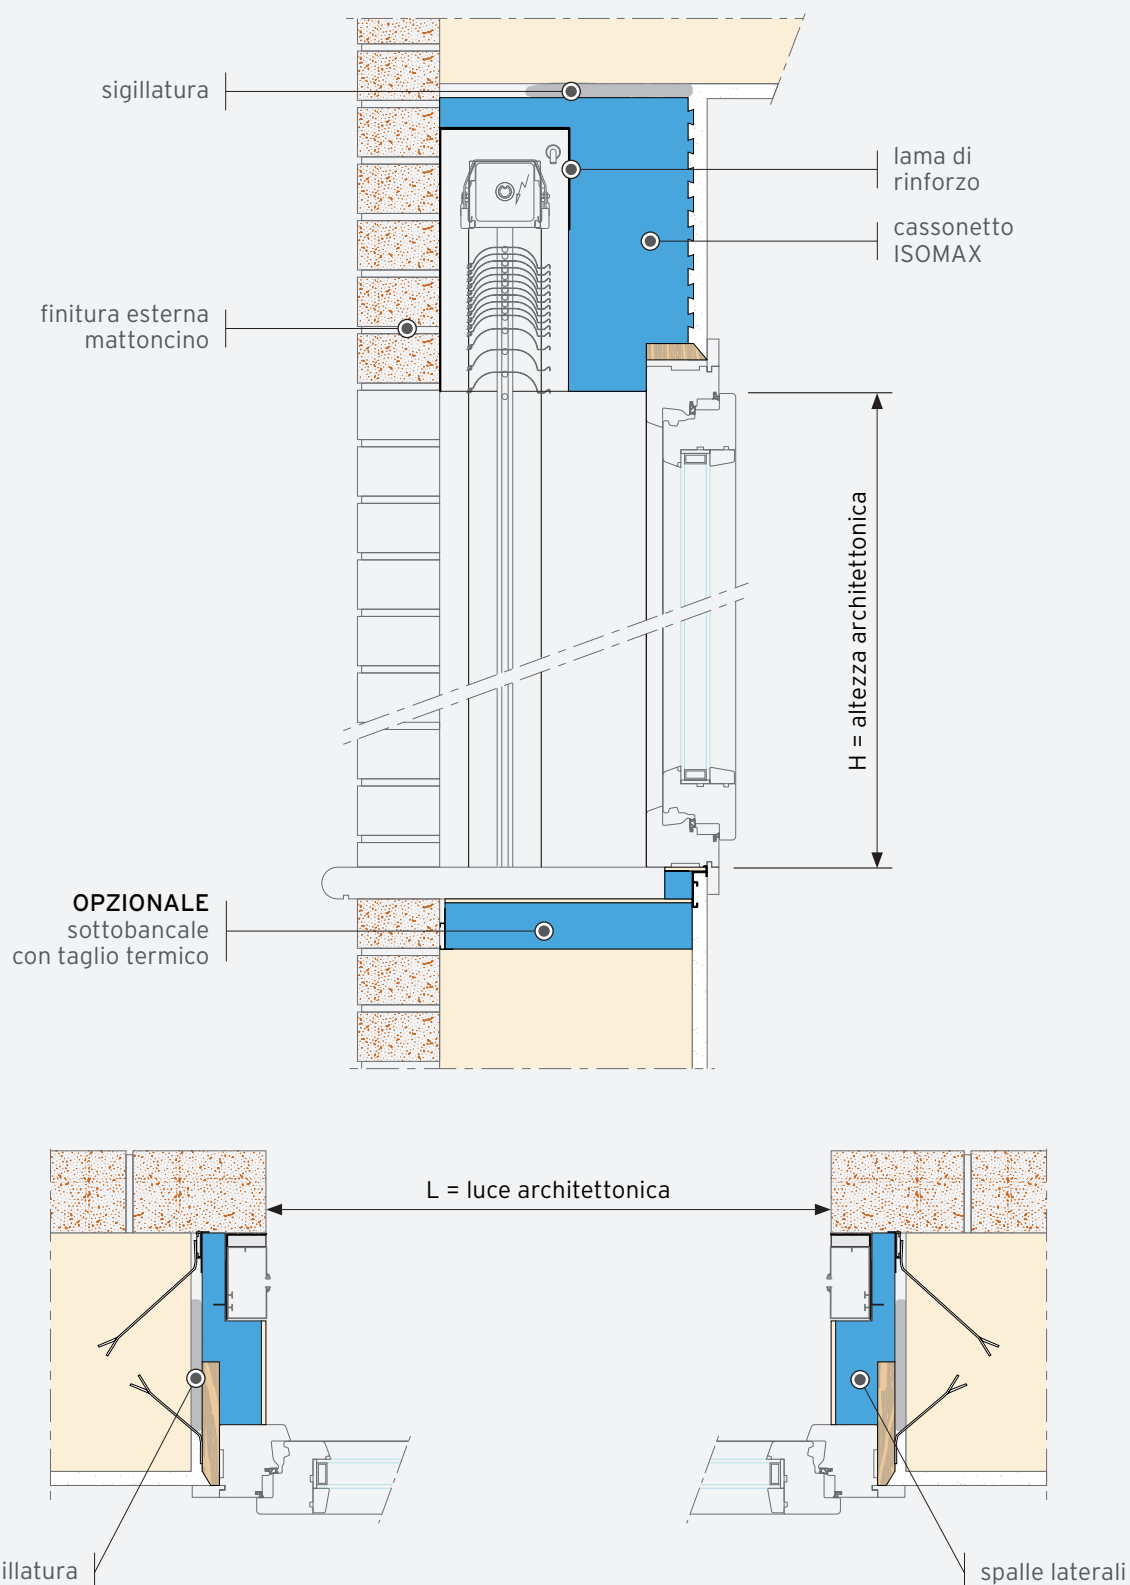 sigillatura
lama di
rinforzo
cassonetto
ISOMAX
finitura esterna
mattoncino
H = altezza architettonica
OPZIONALE
sottobancale
con taglio termico
L = luce architettonica
illatura
spalle laterali